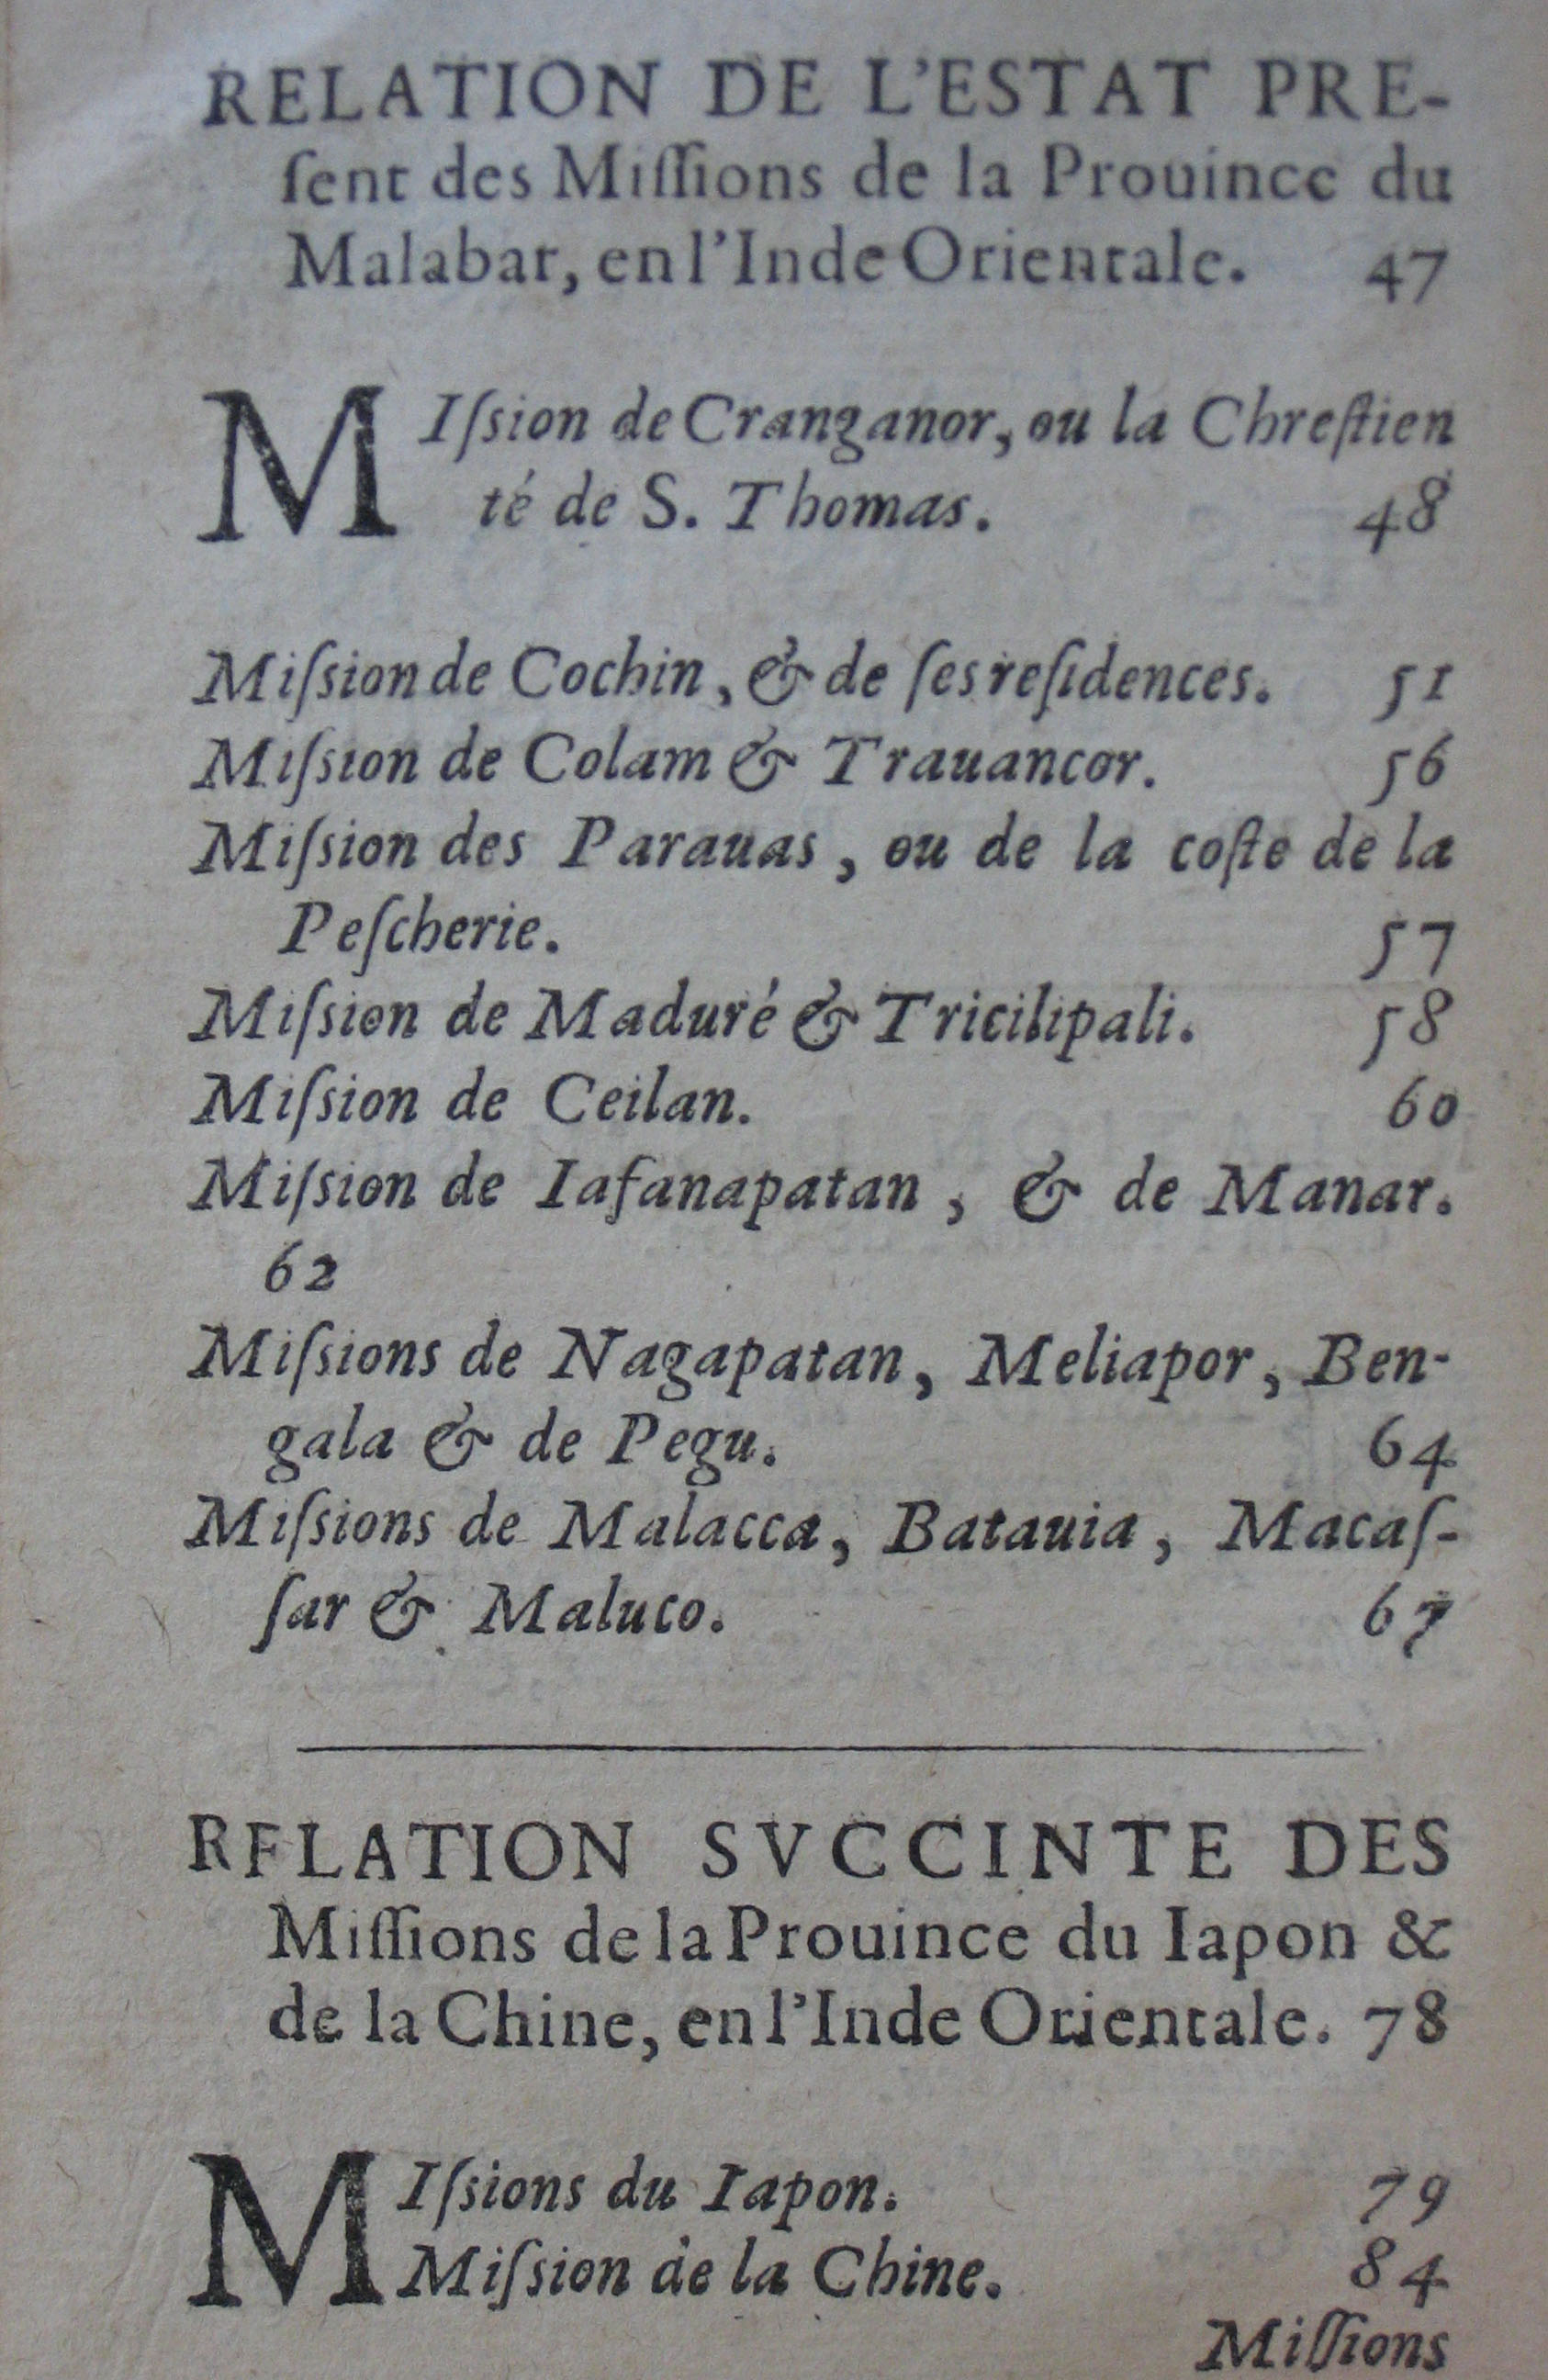 RELATION DE L'ESTAT PRE-
ſent des Miſſions de la Prouince du
Malabar, en l'Inde Orientale. 47
MIſsion de Cranganor, ou la Chreſtien
té de S. Thomas. 48
Miſsion de Cochin, & de ſes reſidences. 51
Miſsion de Colam & Trauancor. 56
Miſsion des Parauas, ou de la coſte de la
Peſcherie. 57
Miſsion de Maduré & Tricilipali. 58
Miſsion de Ceilan. 60
Miſsion de Iafanapatan, & de Manar.
62
Miſsions de Nagapatan, Meliapor, Ben-
gala & de Pegu. 64
Miſsions de Malacca, Batauia, Macaſ-
ſar & Maluco. 67
RELATION SVCCINTE DES
Miſſions de la Prouince du Iapon &
de la Chine, en l'Inde Orientale. 78
MIſsions du Iapon. 79
Miſsion de la Chine. 84
Miſſions